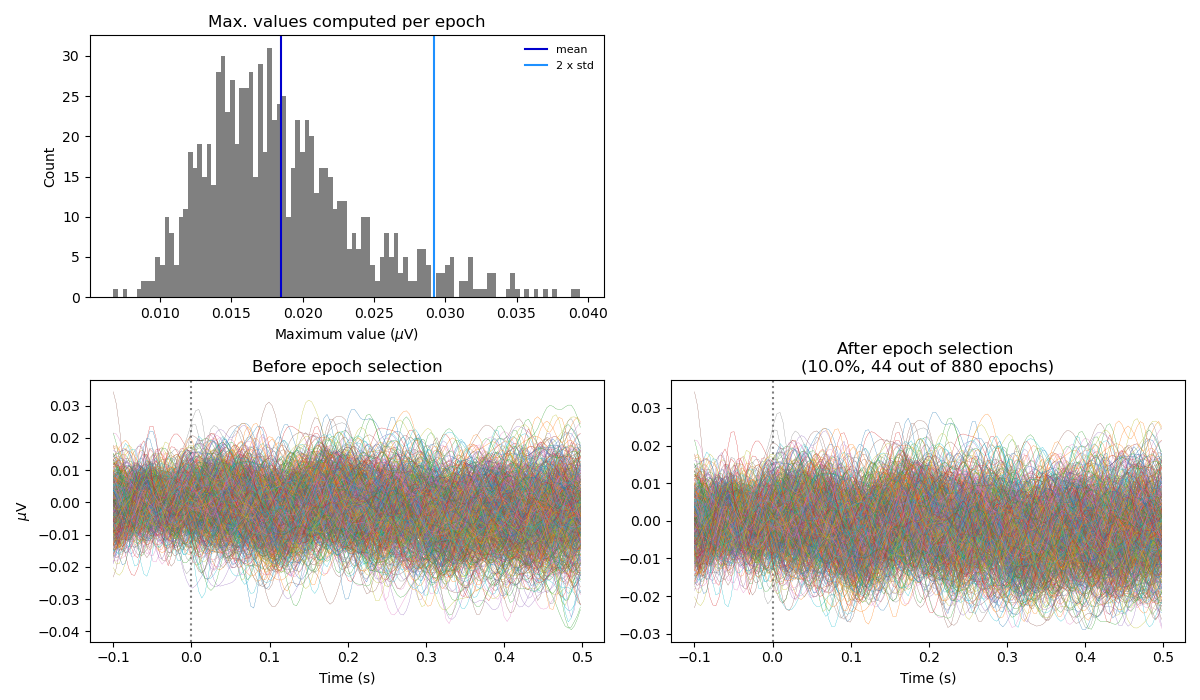 Max. values computed per epoch
Count
30
25
20
15
10
5
0
mean
2 x std
0.010 0.015 0.020 0.025 0.030 0.035 0.040
Maximum value (μV)
Before epoch selection
μV
0.03
0.02
0.01
0.00
−0.01
−0.02
−0.03
−0.04
−0.1 0.0 0.1 0.2 0.3 0.4 0.5
Time (s)
After epoch selection
(10.0%, 44 out of 880 epochs)
0.03
0.02
0.01
0.00
−0.01
−0.02
−0.03
−0.1 0.0 0.1 0.2 0.3 0.4 0.5
Time (s)